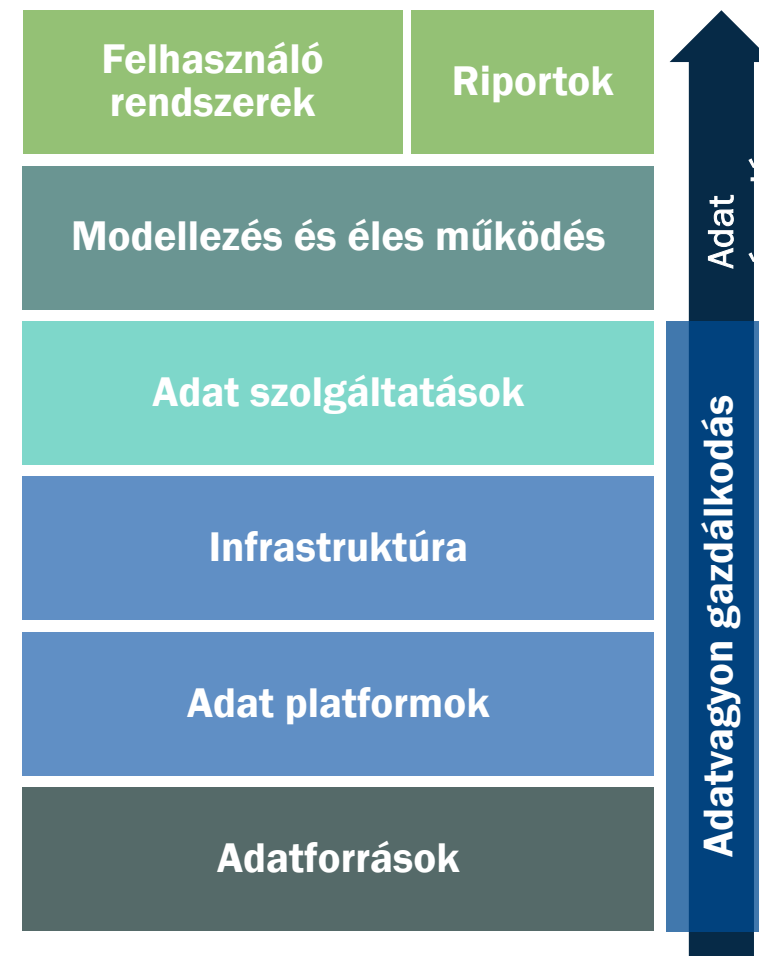 Felhasználó
rendszerek
Riportok
Modellezés és éles működés
Adat szolgáltatások
Infrastruktúra
Adat platformok
Adatforrások
Adat
Adatvagyon gazdálkodás